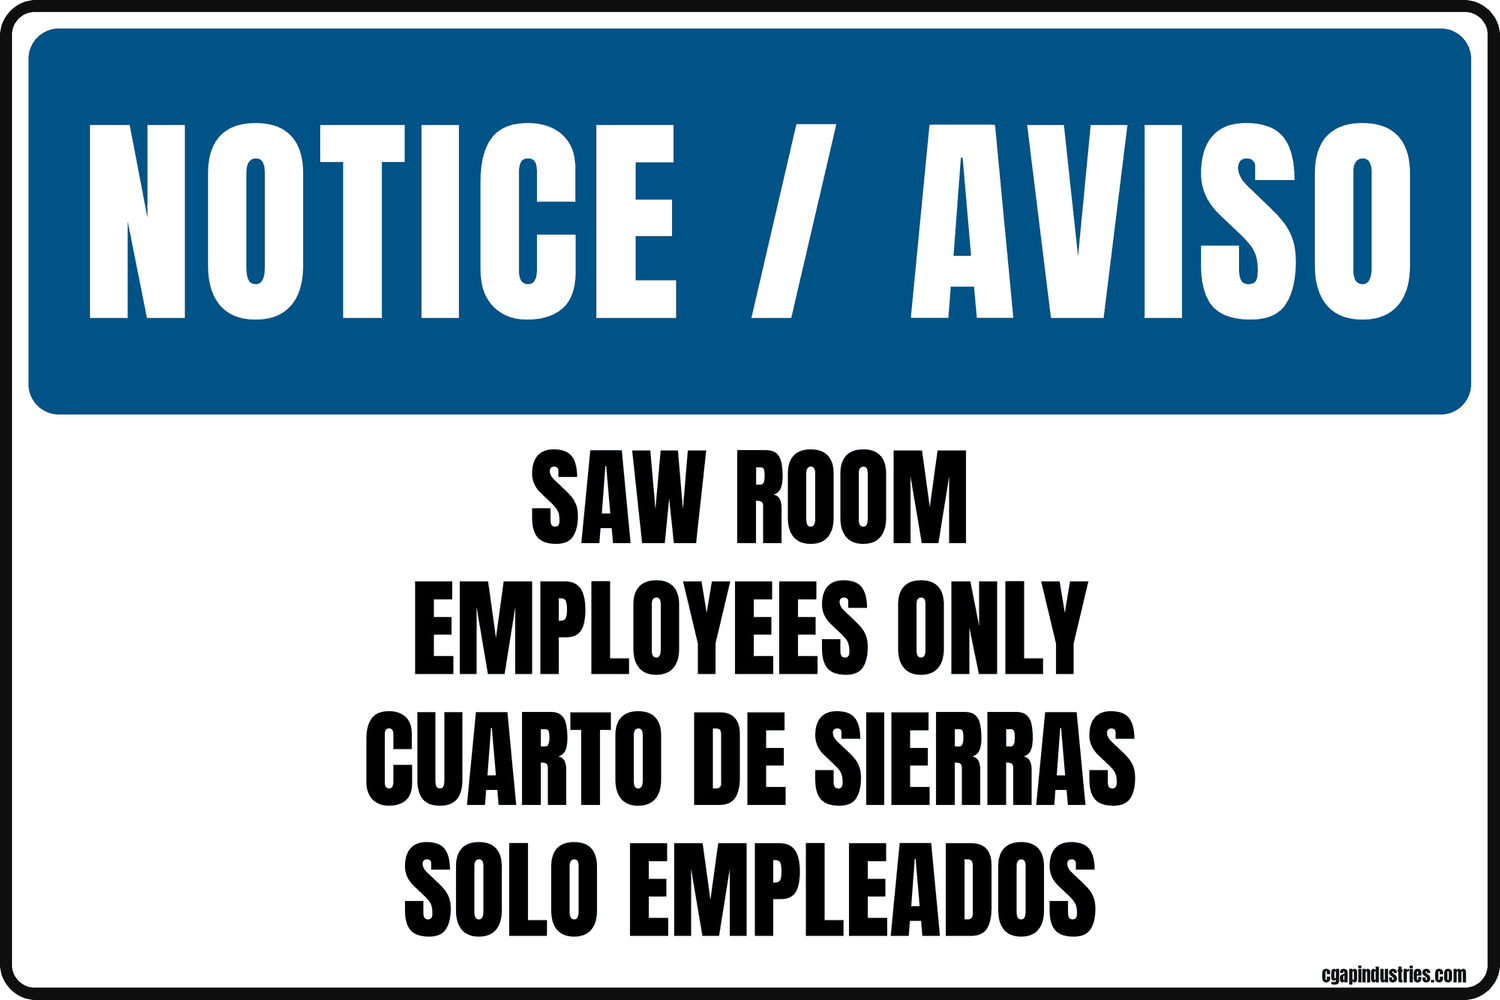 NOTICE / AVISO
SAW ROOM
EMPLOYEES ONLY
CUARTO DE SIERRAS
SOLO EMPLEADOS
cgapindustries.com